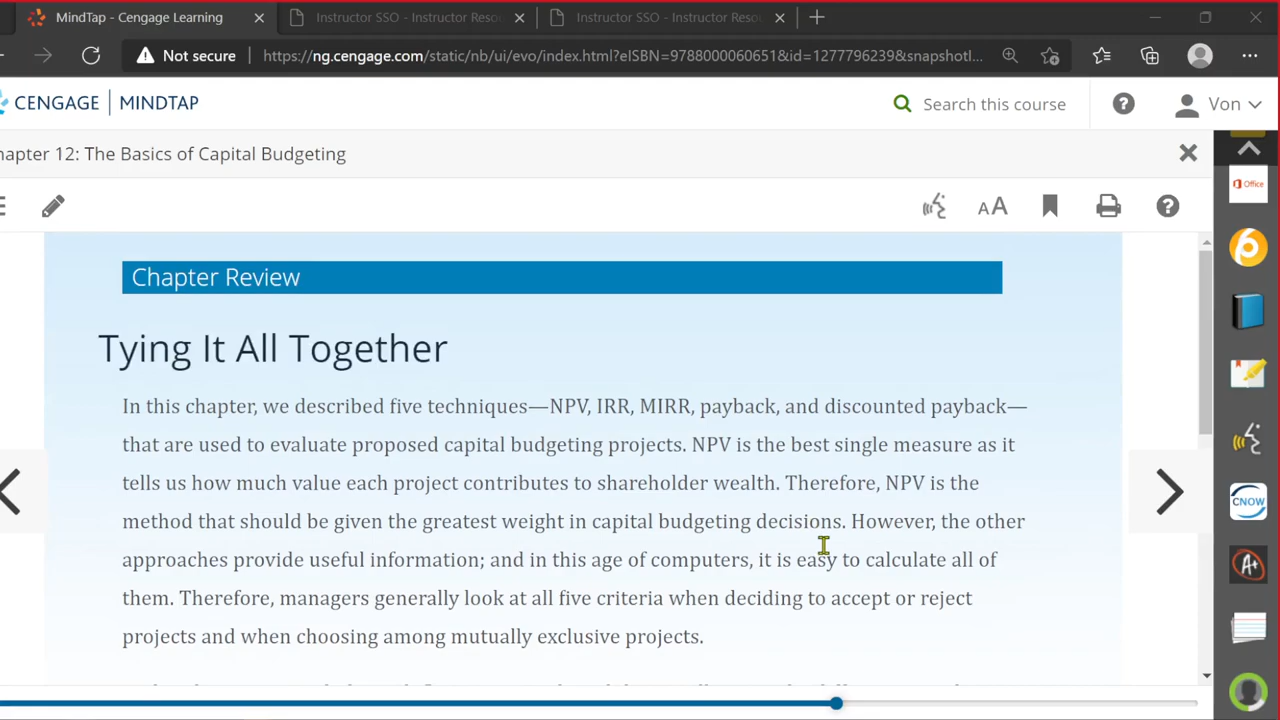 MindTap - Cengage Learning
Instructor SSO - Instructor Reso
Instructor SSO - Instructor Reso
Not secure
https://ng.cengage.com/static/nb/ui/evo/index.html?eISBN=9788000060651&id=1277796239&snapshotI...
CENGAGE | MINDTAP
Search this course
Von
hapter 12: The Basics of Capital Budgeting
AA
Office
Chapter Review
Tying It All Together
In this chapter, we described five techniques—NPV, IRR, MIRR, payback, and discounted payback—
that are used to evaluate proposed capital budgeting projects. NPV is the best single measure as it
tells us how much value each project contributes to shareholder wealth. Therefore, NPV is the
method that should be given the greatest weight in capital budgeting decisions. However, the other
approaches provide useful information; and in this age of computers, it is easy to calculate all of
them. Therefore, managers generally look at all five criteria when deciding to accept or reject
projects and when choosing among mutually exclusive projects.
CNOW
A+